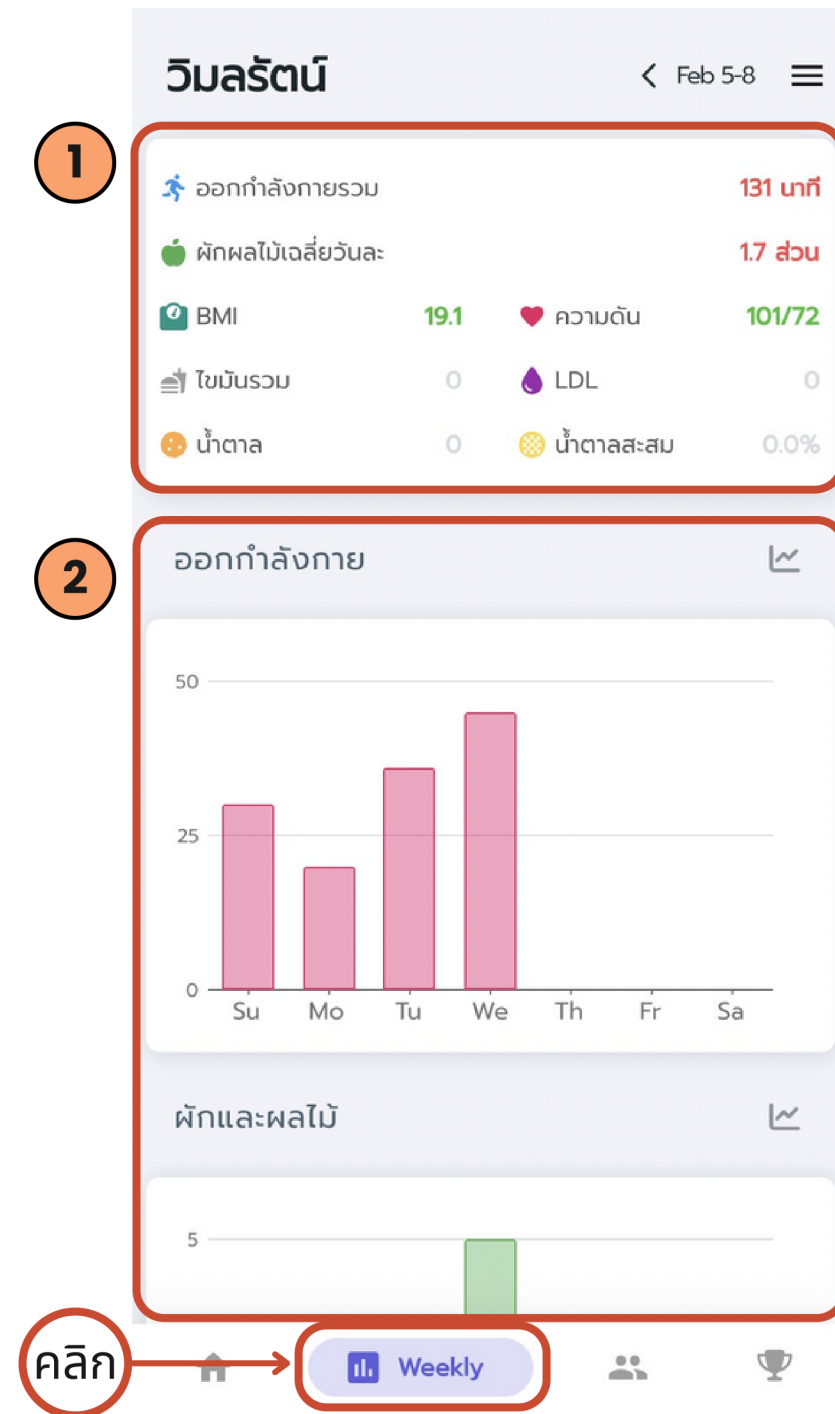 วิมลรัตน์
Feb 5-8
1
ออกกำลังกายรวม 131 นาที
ผักผลไม้เฉลี่ยวันละ 1.7 ส่วน
BMI 19.1 ความดัน 101/72
ไขมันรวม 0 LDL 0
น้ำตาล 0 น้ำตาลสะสม 0.0%
2
ออกกำลังกาย
50
25
0
Su Mo Tu We Th Fr Sa
ผักและผลไม้
5
คลิก
Weekly